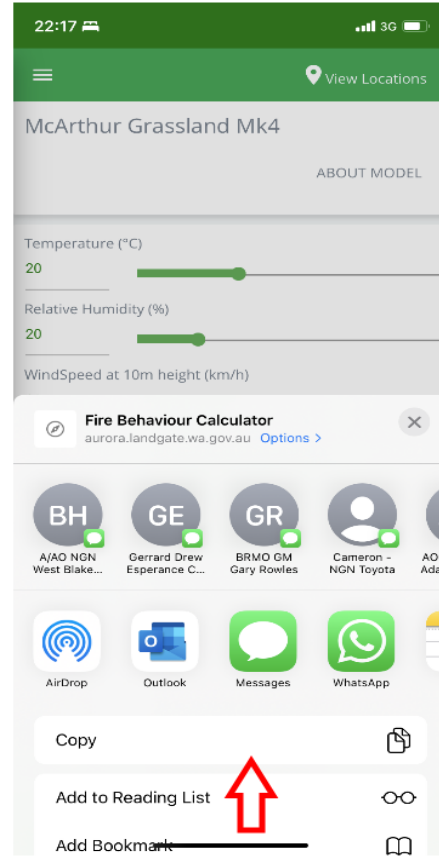 22:17
3G
View Locations
McArthur Grassland Mk4
ABOUT MODEL
Temperature (°C)
20
Relative Humidity (%)
20
WindSpeed at 10m height (km/h)
Fire Behaviour Calculator
aurora.landgate.wa.gov.au Options >
BH GE GR
A/AO NGN West Blake...
Gerrard Drew Esperance C...
BRMO GM Gary Rowles
Cameron - NGN Toyota
AO
Ada
AirDrop Outlook Messages WhatsApp
Copy
Add to Reading List
Add Bookmark